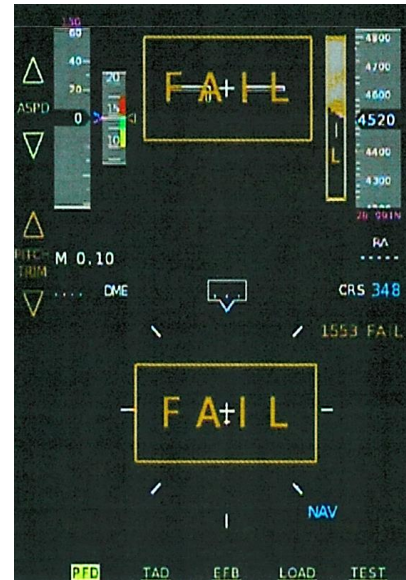 150
60
40
20
0
ASPD
20
15
10
FAIL
4800
4700
4600
4520
4400
4300
L
PITCH
TRIM
M 0.10
RA
DME
CRS 348
1553 FAIL
FAIL
NAV
PFD TAD EFB LOAD TEST